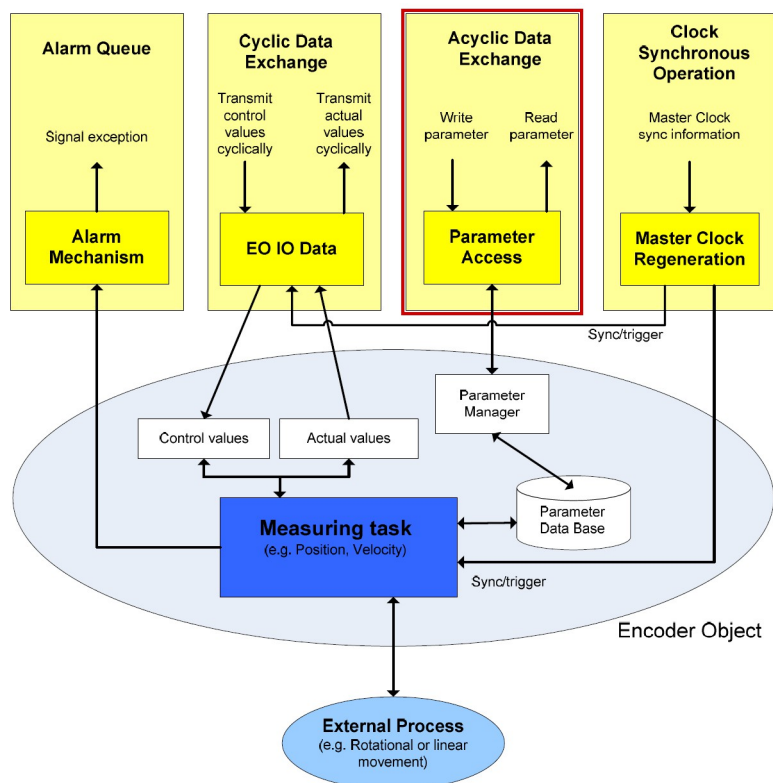 Alarm Queue
Signal exception
Alarm
Mechanism
Cyclic Data
Exchange
Transmit
control
values
cyclically
Transmit
actual
values
cyclically
EO IO Data
Acyclic Data
Exchange
Write
parameter
Read
parameter
Parameter
Access
Clock
Synchronous
Operation
Master Clock
sync information
Master Clock
Regeneration
Sync/trigger
Parameter
Manager
Control values
Actual values
Parameter
Data Base
Measuring task
(e.g. Position, Velocity)
Sync/trigger
Encoder Object
External Process
(e.g. Rotational or linear
movement)